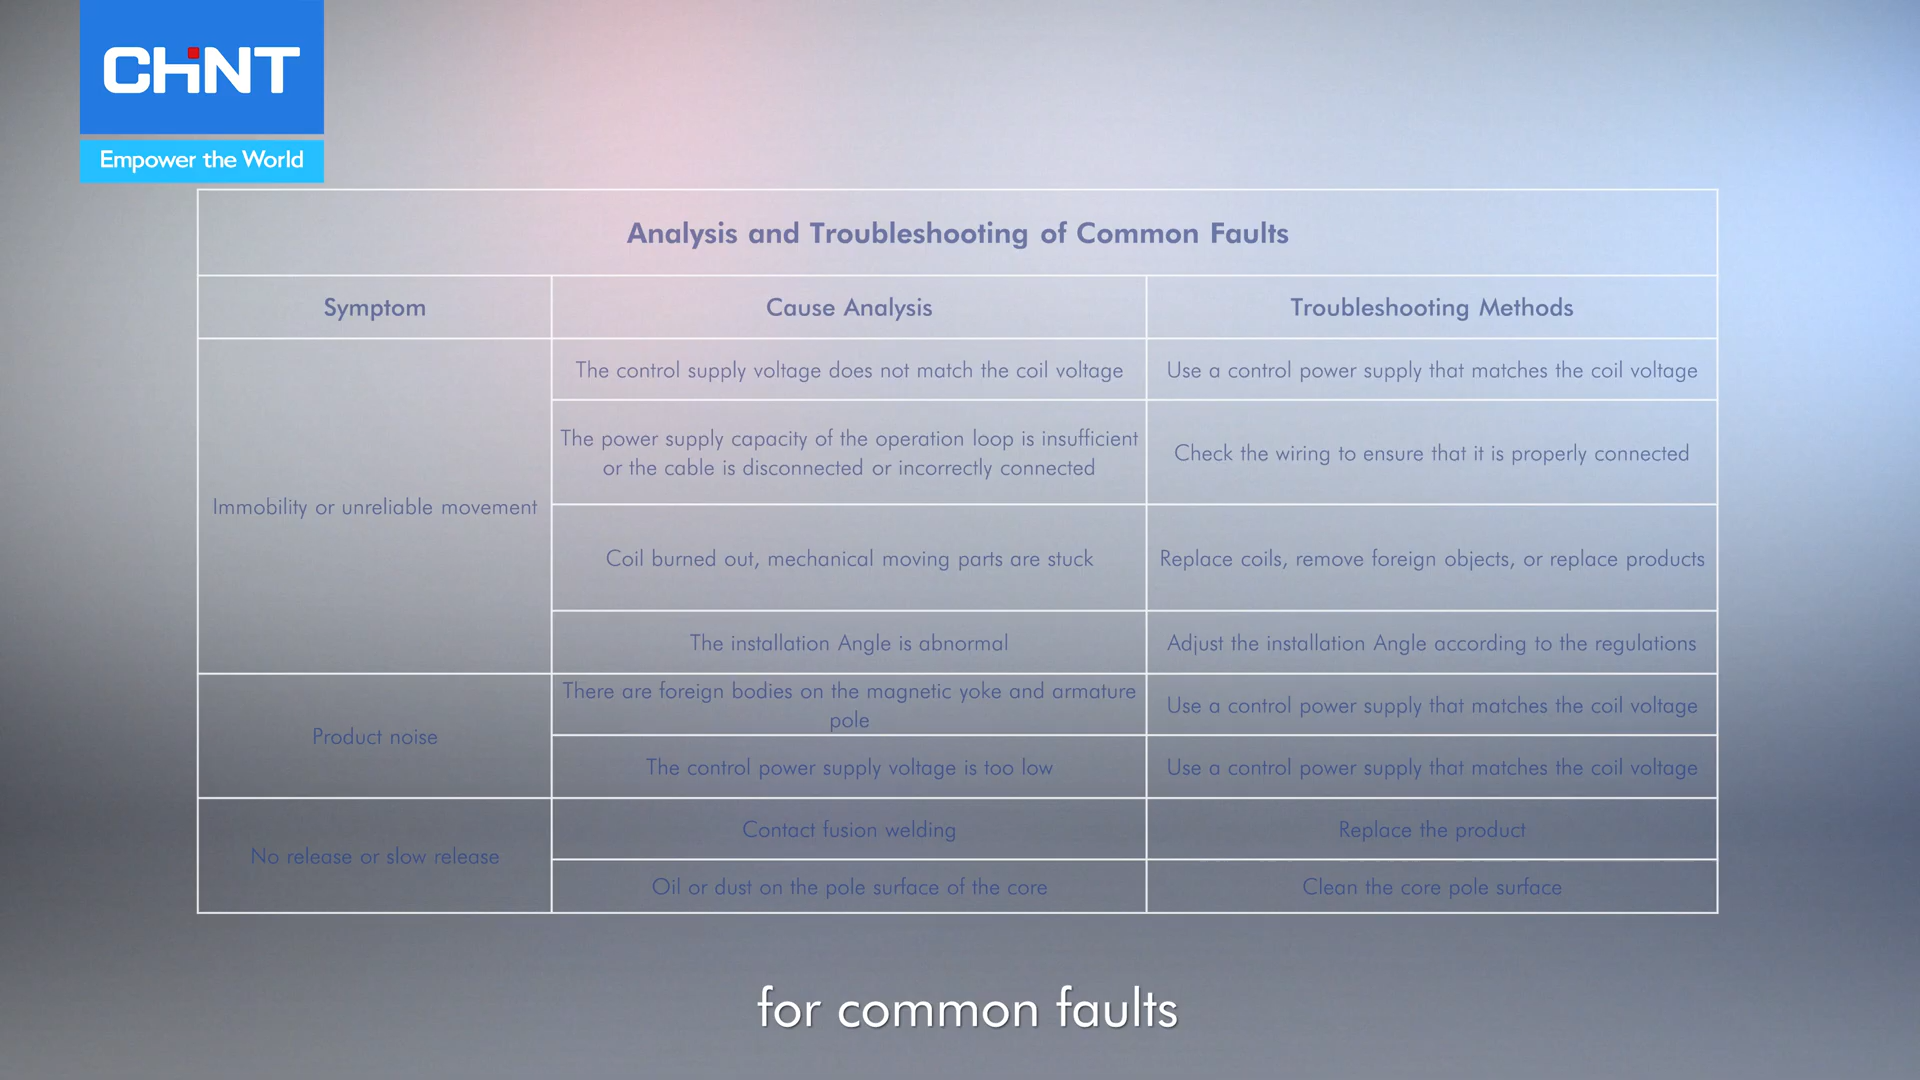 CHINT
Empower the World
Analysis and Troubleshooting of Common Faults
Symptom
Cause Analysis
Troubleshooting Methods
Immobility or unreliable movement
The control supply voltage does not match the coil voltage
Use a control power supply that matches the coil voltage
The power supply capacity of the operation loop is insufficient
or the cable is disconnected or incorrectly connected
Check the wiring to ensure that it is properly connected
Coil burned out, mechanical moving parts are stuck
Replace coils, remove foreign objects, or replace products
The installation Angle is abnormal
Adjust the installation Angle according to the regulations
Product noise
There are foreign bodies on the magnetic yoke and armature
pole
Use a control power supply that matches the coil voltage
The control power supply voltage is too low
Use a control power supply that matches the coil voltage
No release or slow release
Contact fusion welding
Replace the product
Oil or dust on the pole surface of the core
Clean the core pole surface
for common faults